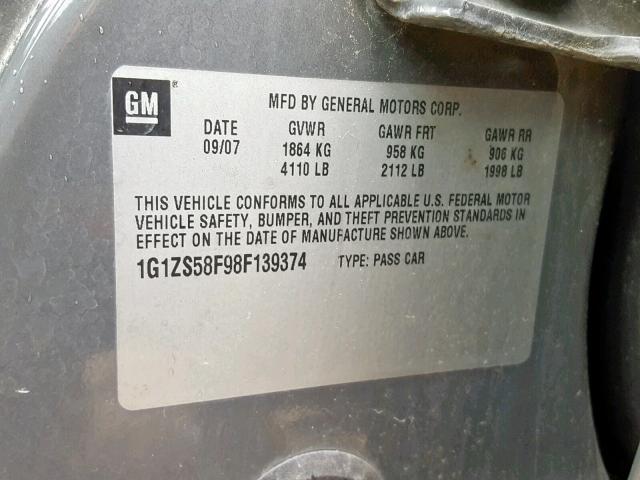 GM ®
MFD BY GENERAL MOTORS CORP.
DATE GVWR GAWR FRT GAWR RR
09/07 1864 KG 958 KG 906 KG
4110 LB 2112 LB 1998 LB
THIS VEHICLE CONFORMS TO ALL APPLICABLE U.S. FEDERAL MOTOR
VEHICLE SAFETY, BUMPER, AND THEFT PREVENTION STANDARDS IN
EFFECT ON THE DATE OF MANUFACTURE SHOWN ABOVE.
1G1ZS58F98F139374 TYPE: PASS CAR